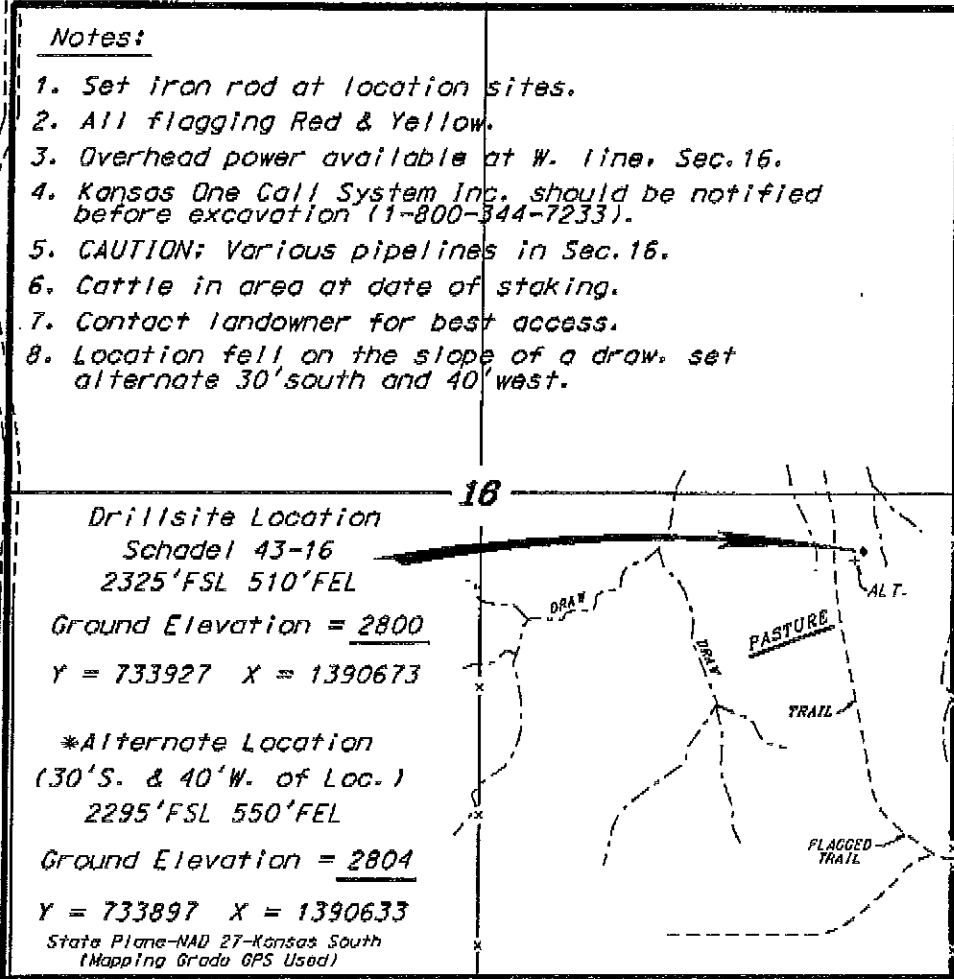 Notes:
1. Set iron rod at location sites.
2. All flagging Red & Yellow.
3. Overhead power available at W. line, Sec. 16.
4. Kansas One Call System Inc. should be notified
before excavation (1-800-344-7233).
5. CAUTION: Various pipelines in Sec. 16.
6. Cattle in area at date of staking.
7. Contact landowner for best access.
8. Location fell on the slope of a draw, set
alternate 30'south and 40'west.
16
Drillsite Location
Schadel 43-16
2325'FSL 510'FEL
Ground Elevation = 2800
Y = 733927 X = 1390673
*Alternate Location
(30'S. & 40'W. of Loc.)
2295'FSL 550'FEL
Ground Elevation = 2804
Y = 733897 X = 1390633
State Plane-NAD 27-Kansas South
(Mapping Grade GPS Used)
ALT.
DRAW
PASTURE
DRAW
TRAIL
FLAGGED
TRAIL